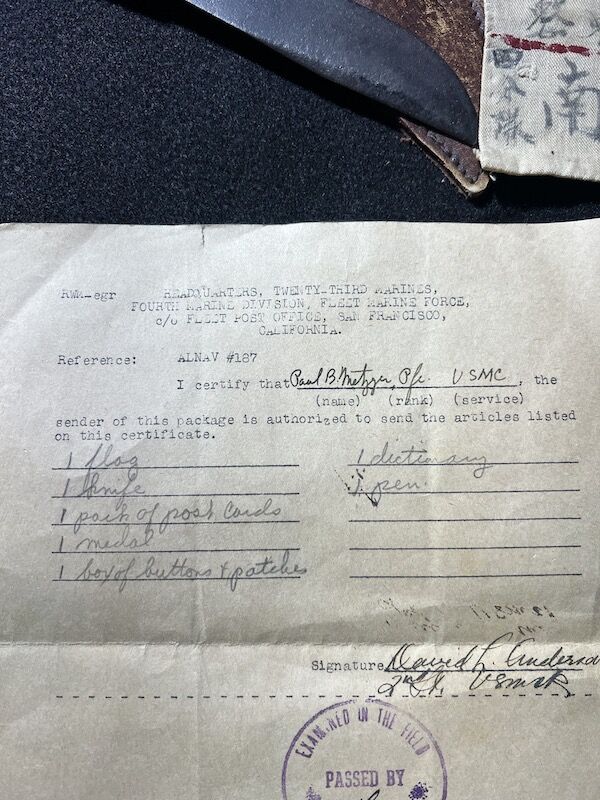 南
RWM-egr
HEADQUARTERS, TWENTY-THIRD MARINES,
FOURTH MARINE DIVISION, FLEET MARINE FORCE,
c/o FLEET POST OFFICE, SAN FRANCISCO,
CALIFORNIA.
Reference: ALNAV #187
I certify that Paul B. Metzger, Pfc. USMC, the
(name) (rank) (service)
sender of this package is authorized to send the articles listed
on this certificate.
1 flag 1 dictionary
1 knife 1 pen.
1 pack of post cards
1 medal
1 box of buttons & patches
Signature David L. Anderso
2nd Lt. USMCR
EXAMINED IN THE FIELD
PASSED BY